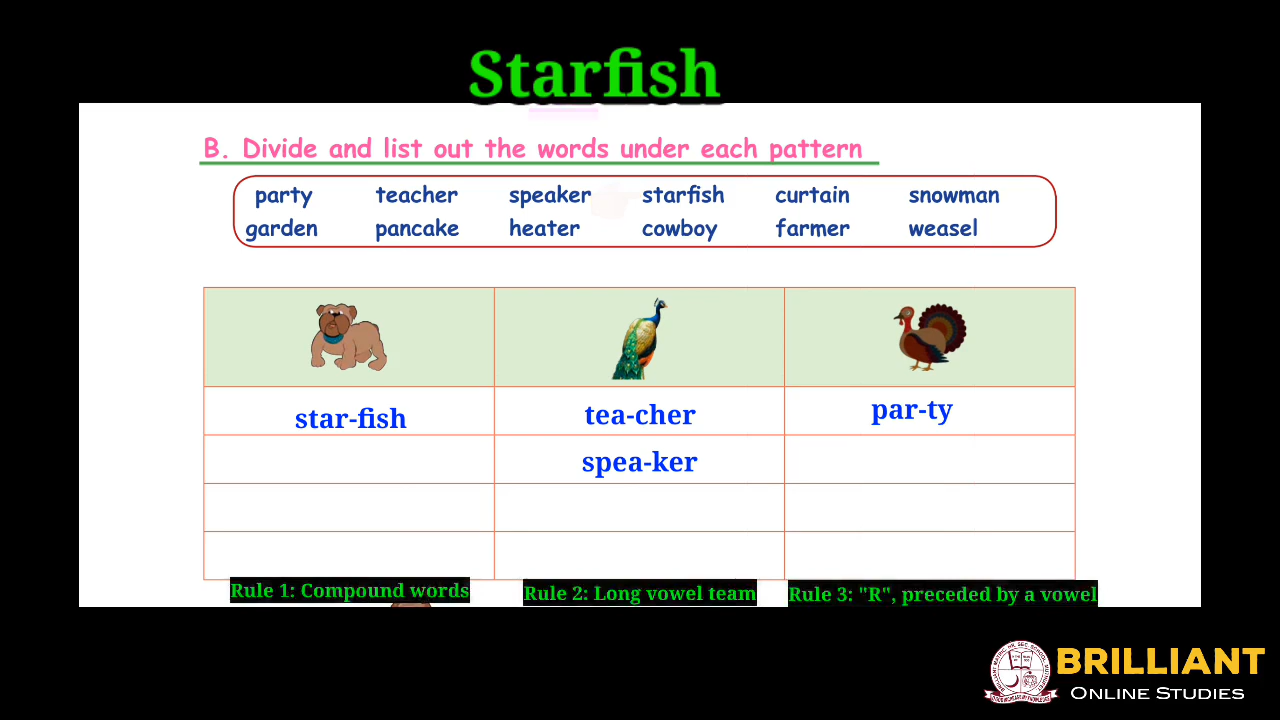 Starfish
B. Divide and list out the words under each pattern
party teacher speaker starfish curtain snowman
garden pancake heater cowboy farmer weasel
star-fish tea-cher par-ty
spea-ker
Rule 1: Compound words Rule 2: Long vowel team Rule 3: "R", preceded by a vowel
BRILLIANT
ONLINE STUDIES